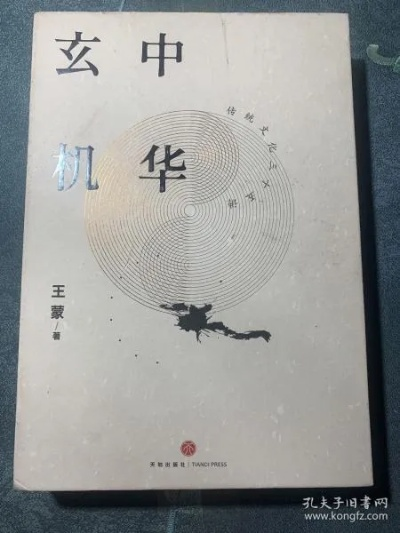 中华
玄机
传统文化
王蒙/著
天地出版社 | TIANDI PRESS
孔夫子旧书网
www.kongfz.com